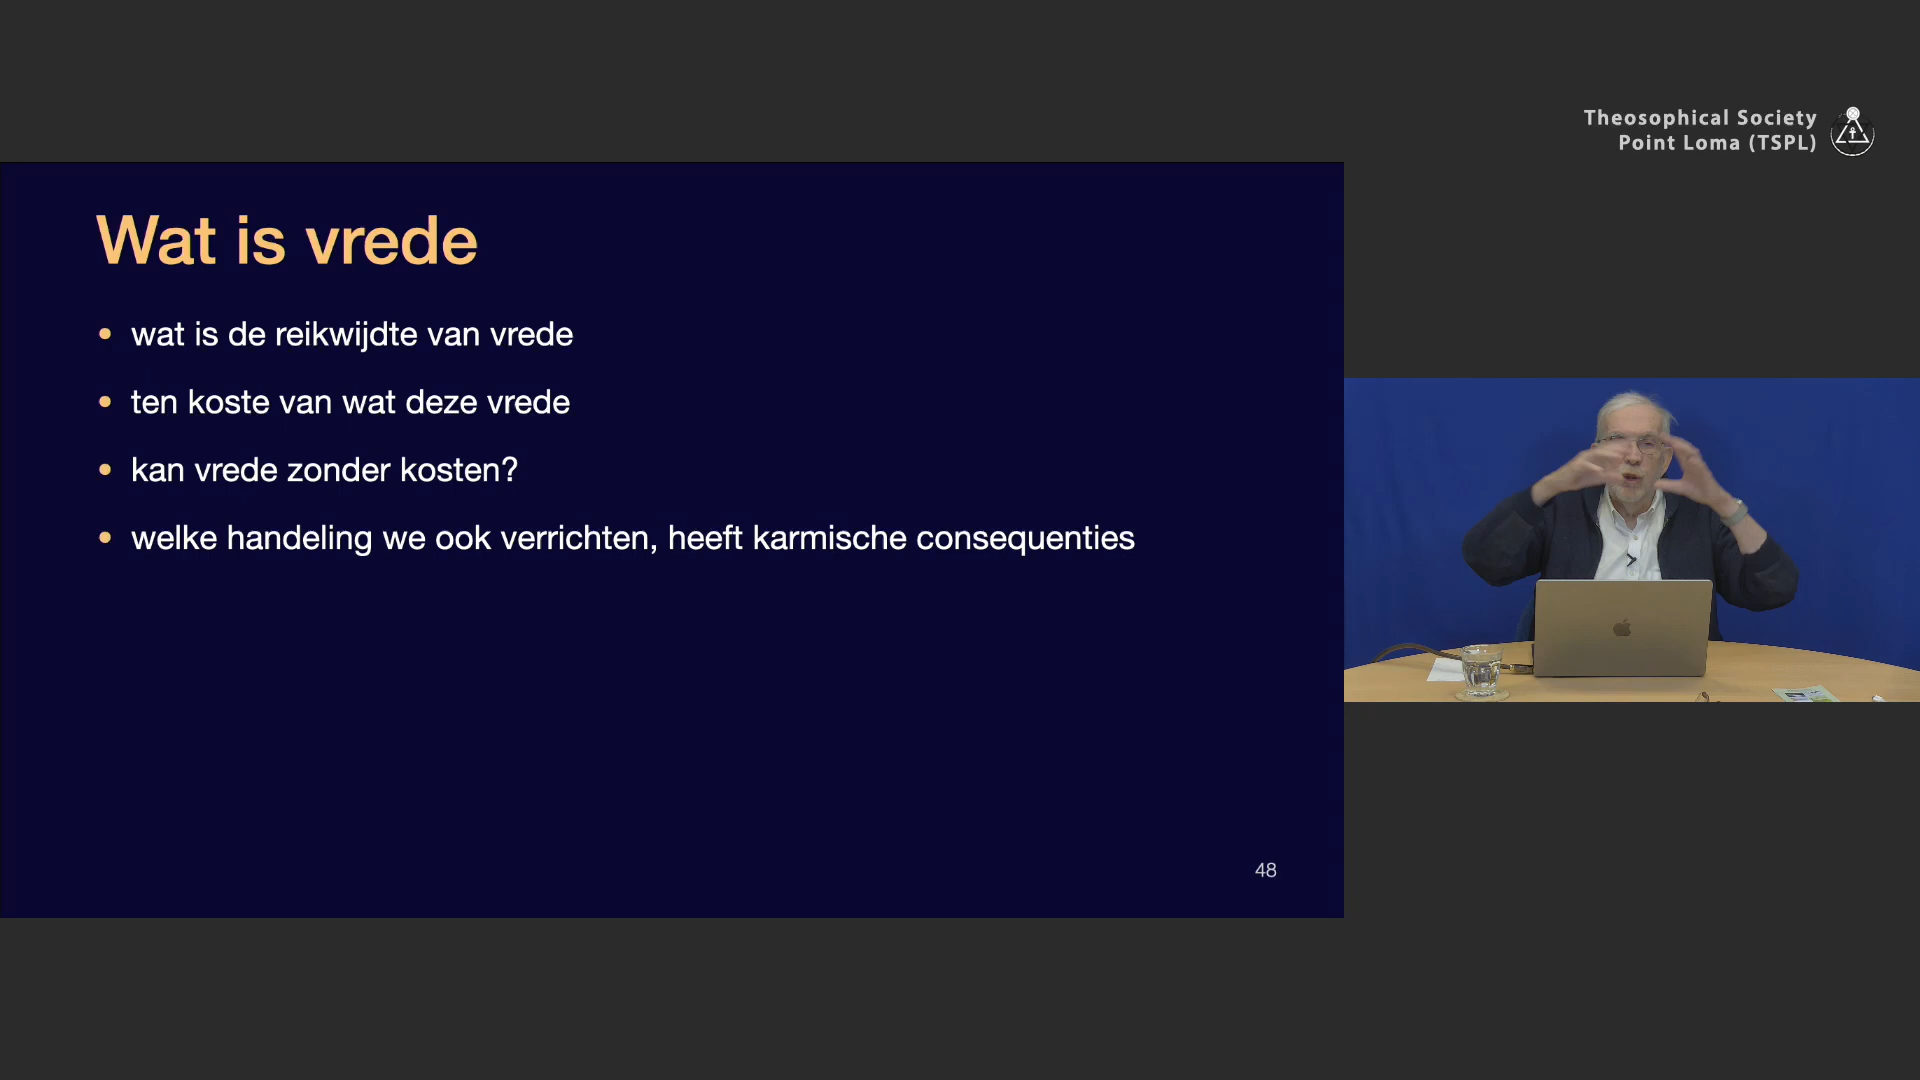 Theosophical Society
Point Loma (TSPL)
Wat is vrede
• wat is de reikwijdte van vrede
• ten koste van wat deze vrede
• kan vrede zonder kosten?
• welke handeling we ook verrichten, heeft karmische consequenties
48